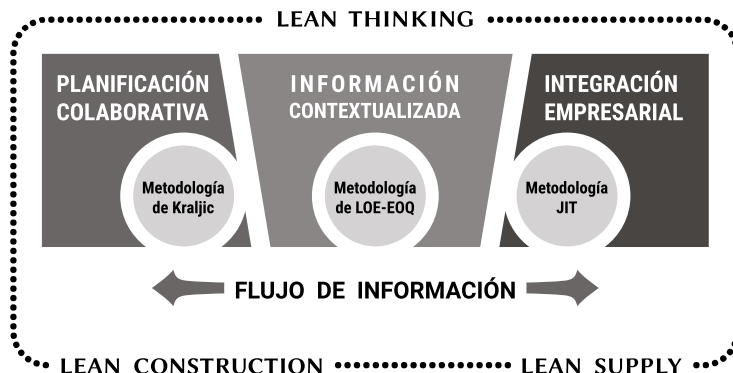 LEAN THINKING
PLANIFICACIÓN
COLABORATIVA
INFORMACIÓN
CONTEXTUALIZADA
INTEGRACIÓN
EMPRESARIAL
Metodología
de Kraljic
Metodología
de LOE-EOQ
Metodología
JIT
FLUJO DE INFORMACIÓN
LEAN CONSTRUCTION
LEAN SUPPLY